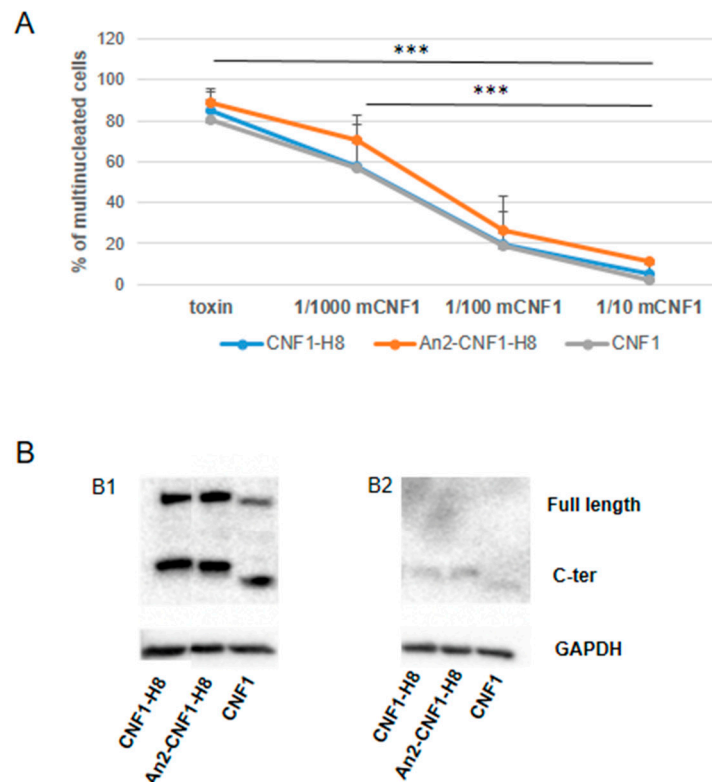 A
120
100
80
60
40
20
0
% of multinucleated cells
***
***
toxin 1/1000 mCNF1 1/100 mCNF1 1/10 mCNF1
CNF1-H8 An2-CNF1-H8 CNF1
B
B1 B2
Full length
C-ter
GAPDH
CNF1-H8 An2-CNF1-H8 CNF1 CNF1-H8 An2-CNF1-H8 CNF1